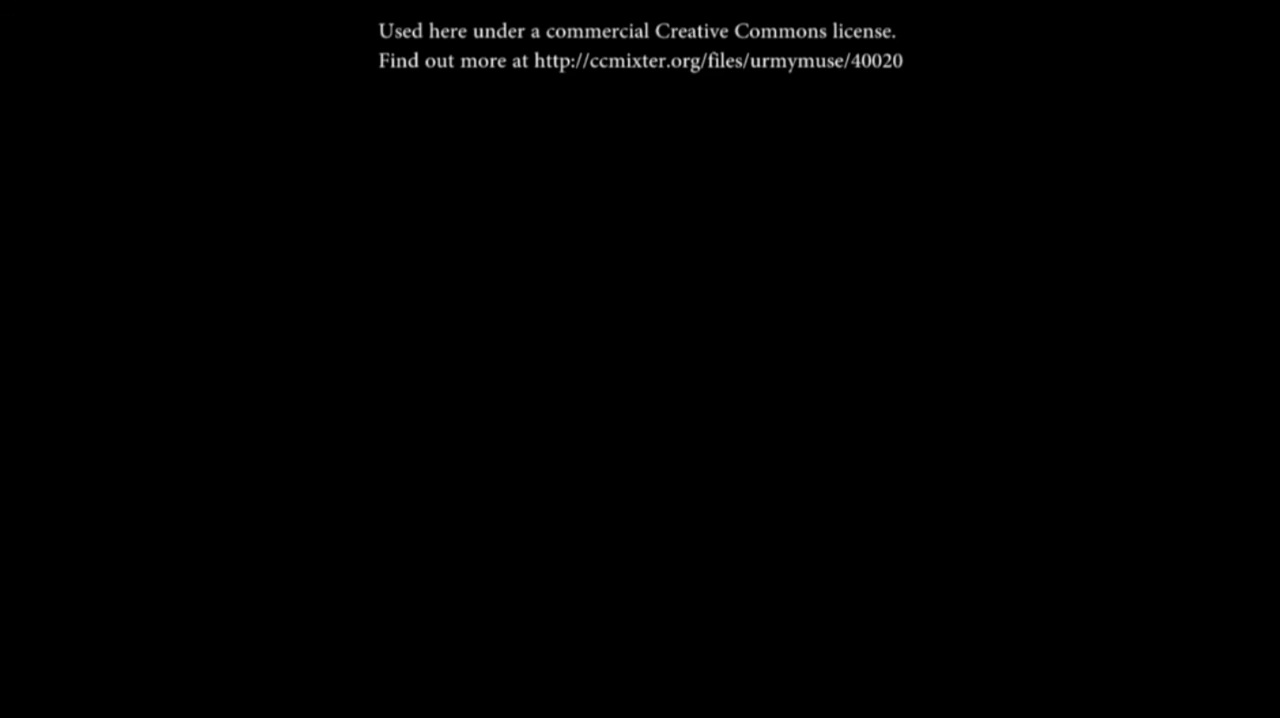 Used here under a commercial Creative Commons license.
Find out more at http://ccmixter.org/files/urmymuse/40020